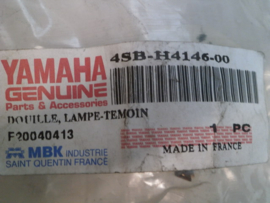 YAMAHA
GENUINE
Parts & Accessories
4SB-H4146-00
DOUILLE, LAMPE-TEMOIN
F20040413
1 PC
MADE IN FRANCE
MBK INDUSTRIE
SAINT QUENTIN FRANCE